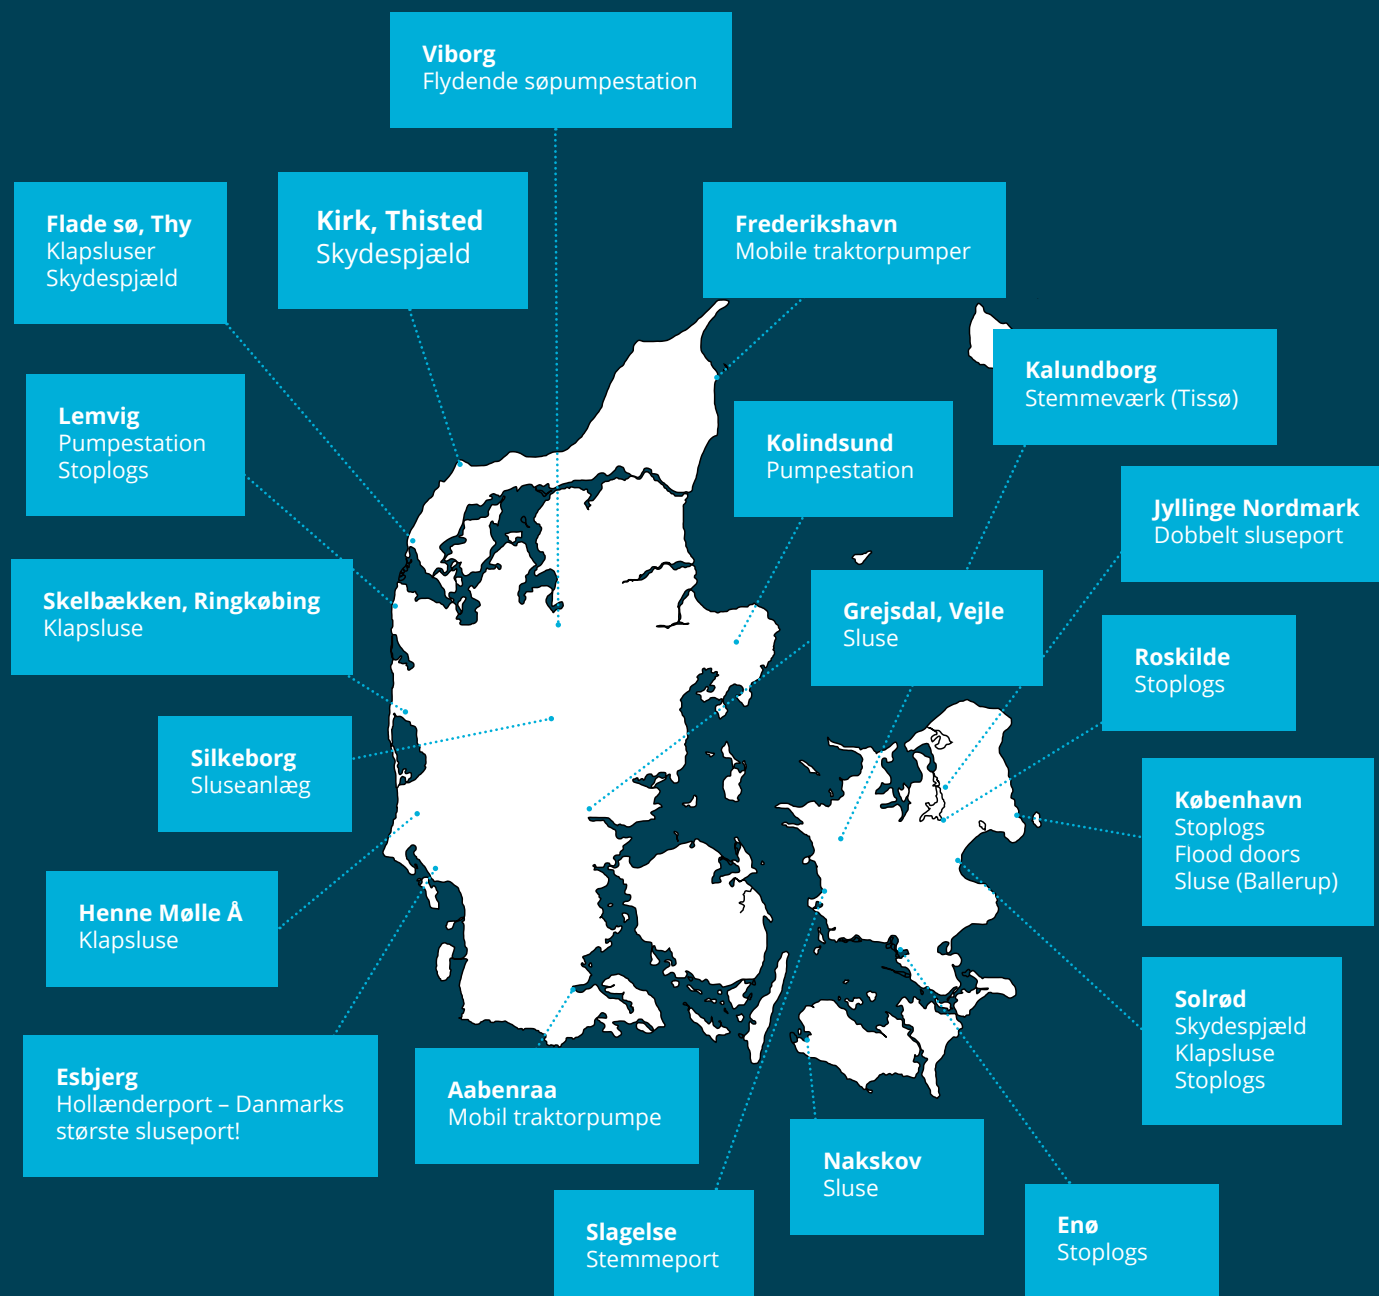 Viborg
Flydende søpumpestation
Flade sø, Thy
Klapsluser
Skydespjæld
Kirk, Thisted
Skydespjæld
Frederikshavn
Mobile traktorpumper
Kalundborg
Stemmeværk (Tissø)
Lemvig
Pumpestation
Stoplogs
Kolindsund
Pumpestation
Jyllinge Nordmark
Dobbelt sluseport
Skelbækken, Ringkøbing
Klapsluse
Grejsdal, Vejle
Sluse
Roskilde
Stoplogs
Silkeborg
Sluseanlæg
København
Stoplogs
Flood doors
Sluse (Ballerup)
Henne Mølle Å
Klapsluse
Solrød
Skydespjæld
Klapsluse
Stoplogs
Esbjerg
Hollænderport – Danmarks
største sluseport!
Aabenraa
Mobil traktorpumpe
Nakskov
Sluse
Slagelse
Stemmeport
Enø
Stoplogs